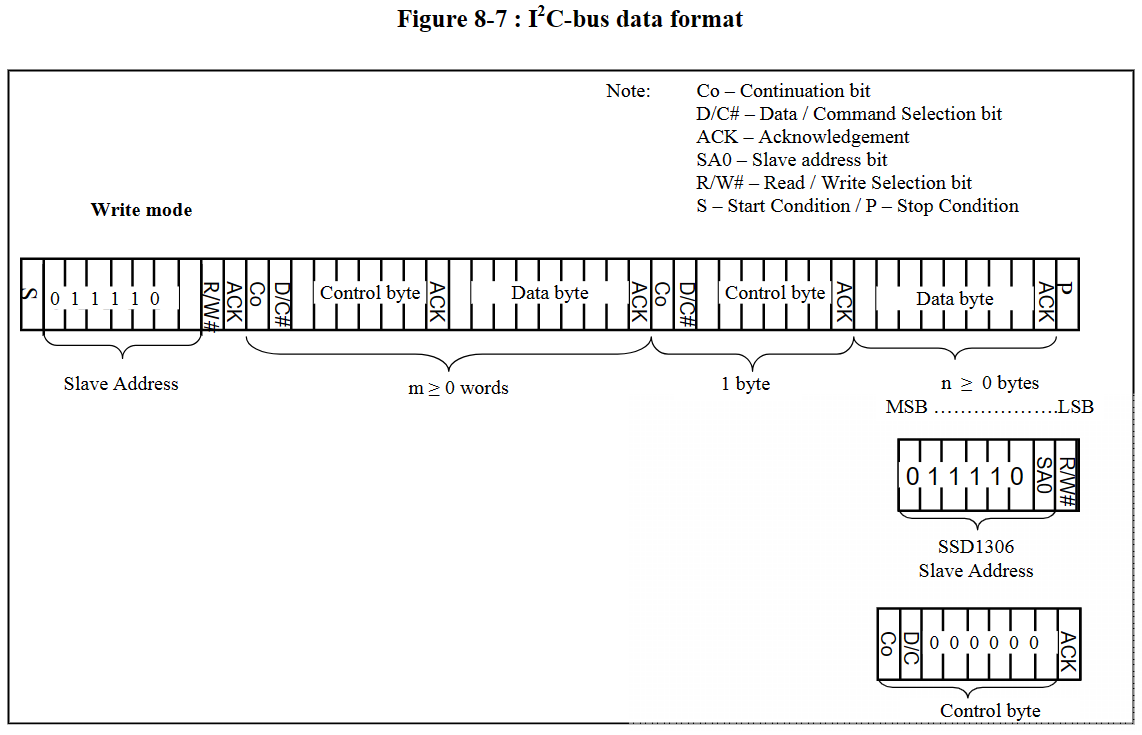 Figure 8-7 : I²C-bus data format
Note: Co – Continuation bit
D/C# – Data / Command Selection bit
ACK – Acknowledgement
SA0 – Slave address bit
R/W# – Read / Write Selection bit
S – Start Condition / P – Stop Condition
Write mode
S 0 1 1 1 1 0 R/W# ACK Co D/C# Control byte ACK Data byte ACK Co D/C# Control byte ACK Data byte ACK P
Slave Address m ≥ 0 words 1 byte n ≥ 0 bytes
MSB ………………….LSB
0 1 1 1 1 0 SA0 R/W#
SSD1306
Slave Address
Co D/C 0 0 0 0 0 0 ACK
Control byte